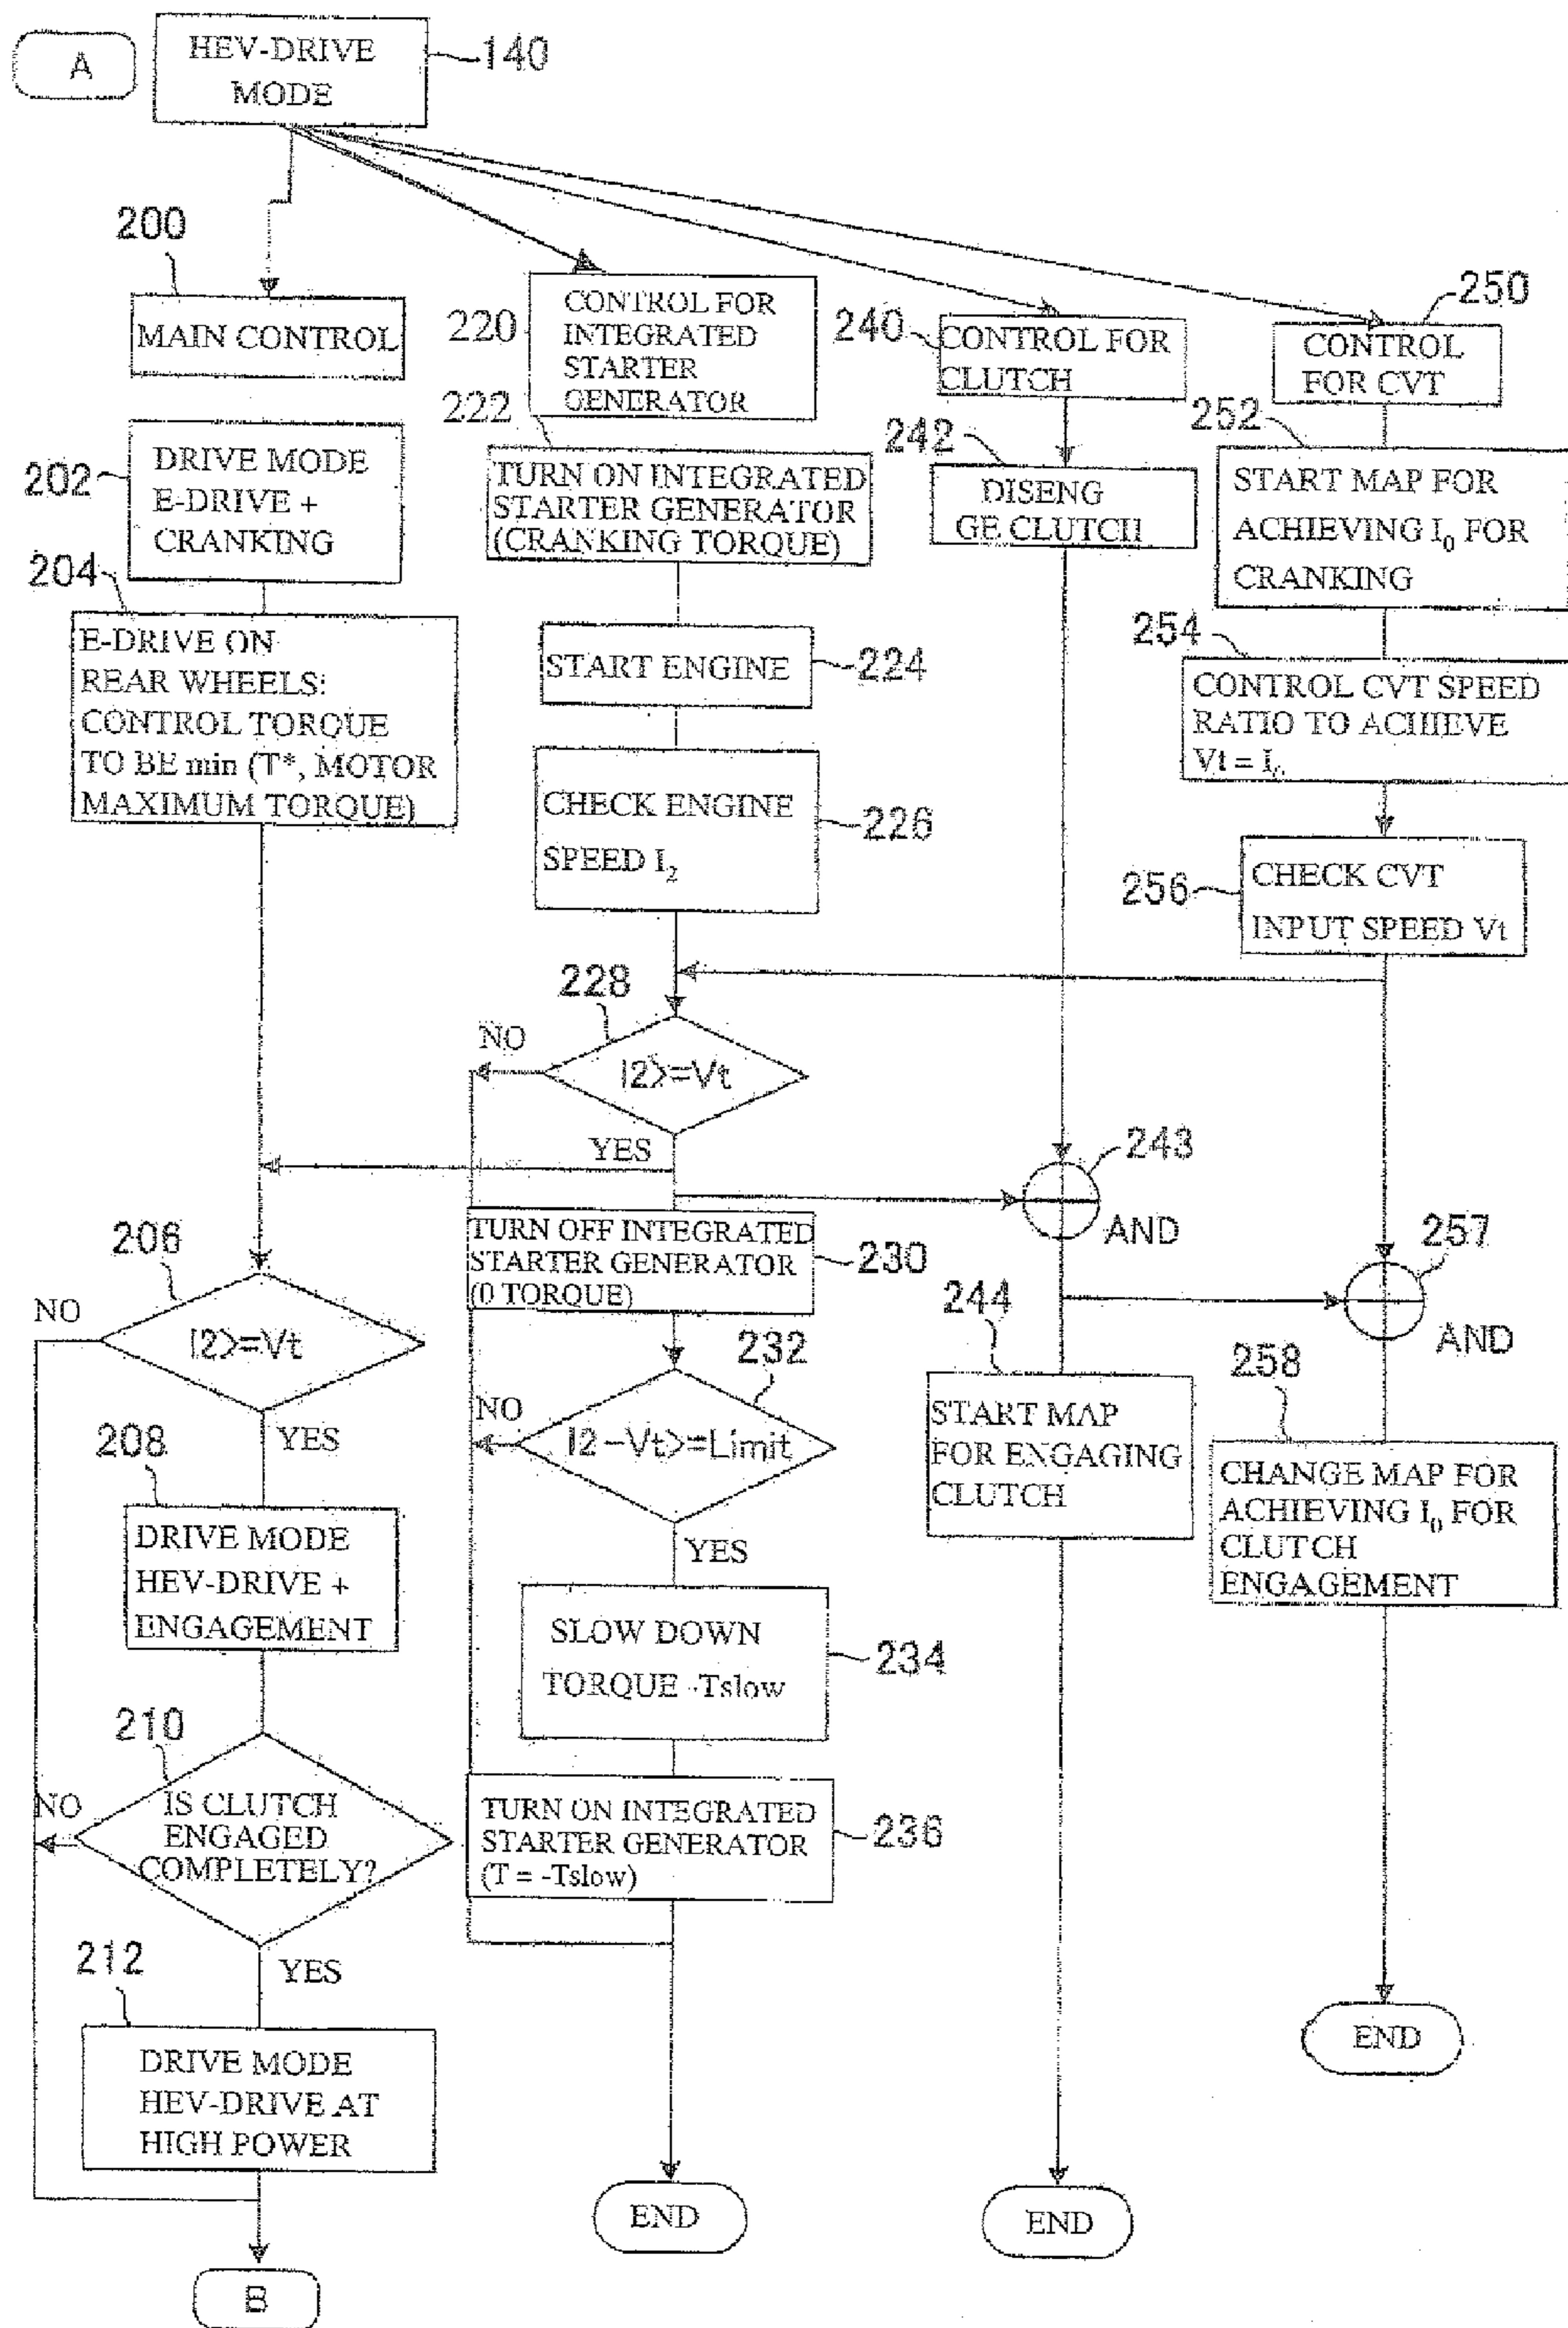 A
HEV-DRIVE
MODE
140
200
MAIN CONTROL
202
DRIVE MODE
E-DRIVE +
CRANKING
204
E-DRIVE ON
REAR WHEELS:
CONTROL TORQUE
TO BE min (T*, MOTOR
MAXIMUM TORQUE)
206
I2>=Vt
NO
YES
208
DRIVE MODE
HEV-DRIVE +
ENGAGEMENT
210
IS CLUTCH
ENGAGED
COMPLETELY?
NO
YES
212
DRIVE MODE
HEV-DRIVE AT
HIGH POWER
B
220
CONTROL FOR
INTEGRATED
STARTER
GENERATOR
222
TURN ON INTEGRATED
STARTER GENERATOR
(CRANKING TORQUE)
START ENGINE
224
CHECK ENGINE
SPEED I₂
226
228
I2>=Vt
NO
YES
TURN OFF INTEGRATED
STARTER GENERATOR
(0 TORQUE)
230
232
I2-Vt>=Limit
NO
YES
SLOW DOWN
TORQUE -Tslow
234
TURN ON INTEGRATED
STARTER GENERATOR
(T = -Tslow)
236
END
240
CONTROL FOR
CLUTCH
242
DISENG
GE CLUTCH
243
AND
244
START MAP
FOR ENGAGING
CLUTCH
END
250
CONTROL
FOR CVT
252
START MAP FOR
ACHIEVING I₀ FOR
CRANKING
254
CONTROL CVT SPEED
RATIO TO ACHIEVE
Vt = I₀
256
CHECK CVT
INPUT SPEED Vt
257
AND
258
CHANGE MAP FOR
ACHIEVING I₀ FOR
CLUTCH
ENGAGEMENT
END